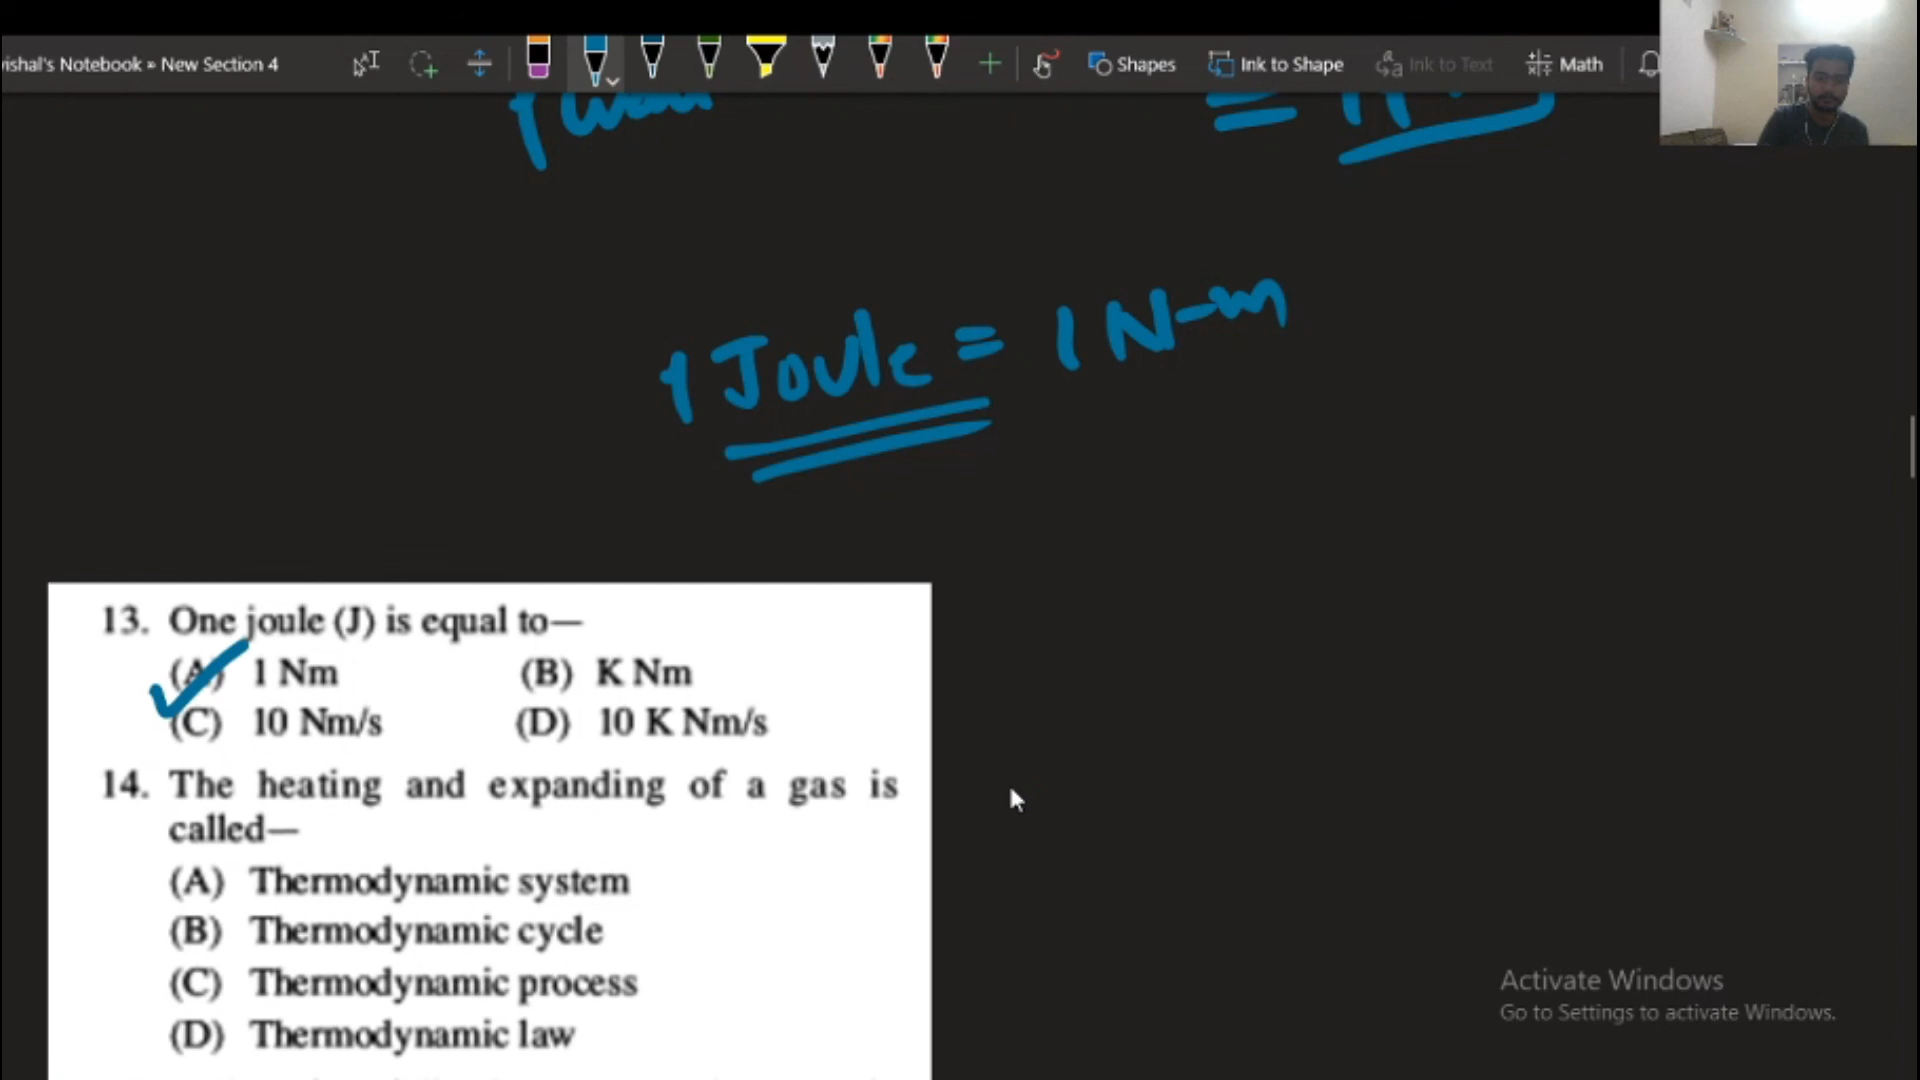 vishal's Notebook » New Section 4
Shapes
Ink to Shape
Ink to Text
Math
1 Joule = 1 N-m
13. One joule (J) is equal to—
(A) 1 Nm (B) K Nm
(C) 10 Nm/s (D) 10 K Nm/s
14. The heating and expanding of a gas is
called—
(A) Thermodynamic system
(B) Thermodynamic cycle
(C) Thermodynamic process
(D) Thermodynamic law
Activate Windows
Go to Settings to activate Windows.